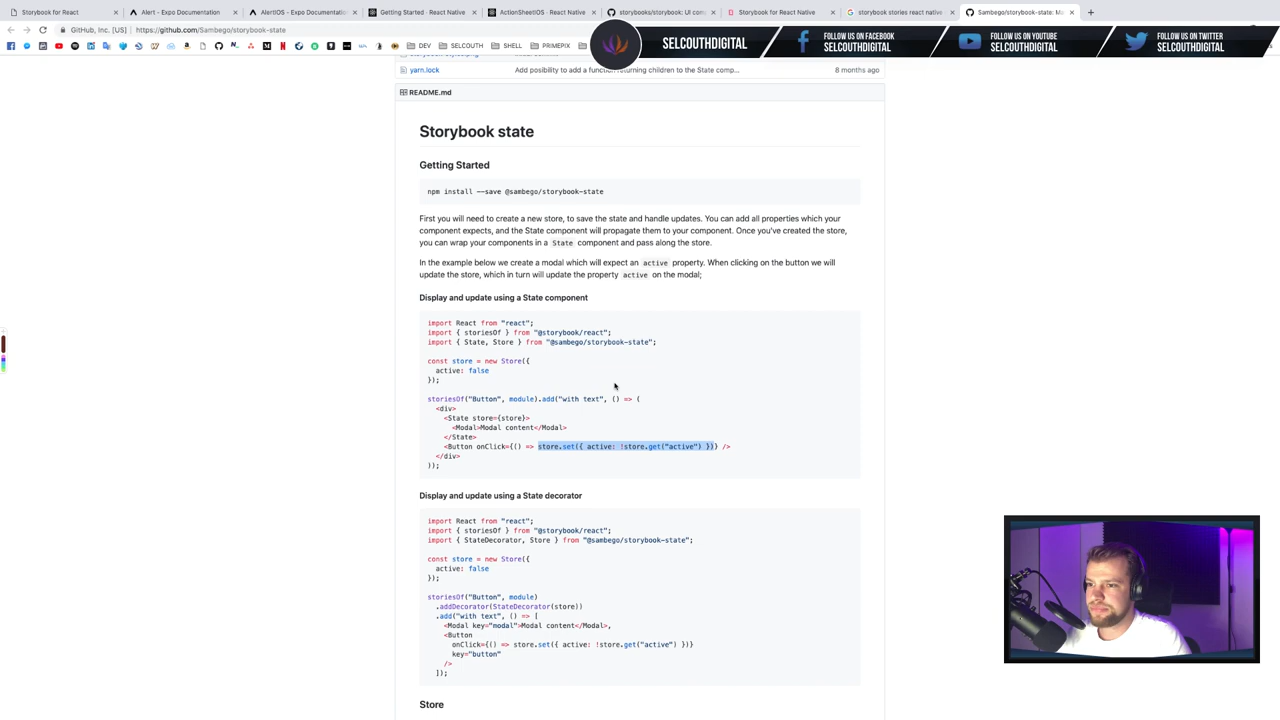 Storybook for React
Alert - Expo Documentation
AlertIOS - Expo Documentation
Getting Started · React Native
ActionSheetIOS · React Native
storybooks/storybook: UI com
Storybook for React Native
storybook stories react native
Sambego/storybook-state: Ma
GitHub, Inc. [US]
https://github.com/Sambego/storybook-state
DEV
SELCOUTH
SHELL
PRIMEPIX
SELCOUTHDIGITAL
FOLLOW US ON FACEBOOK
SELCOUTHDIGITAL
FOLLOW US ON YOUTUBE
SELCOUTHDIGITAL
FOLLOW US ON TWITTER
SELCOUTHDIGITAL
yarn.lock
Add posibility to add a function returning children to the State comp...
8 months ago
README.md
Storybook state
Getting Started
npm install --save @sambego/storybook-state
First you will need to create a new store, to save the state and handle updates. You can add all properties which your
component expects, and the State component will propagate them to your component. Once you've created the store,
you can wrap your components in a State component and pass along the store.
In the example below we create a modal which will expect an active property. When clicking on the button we will
update the store, which in turn will update the property active on the modal;
Display and update using a State component
import React from "react";
import { storiesOf } from "@storybook/react";
import { State, Store } from "@sambego/storybook-state";
const store = new Store({
active: false
});
storiesOf("Button", module).add("with text", () => (
<div>
<State store={store}>
<Modal>Modal content</Modal>
</State>
<Button onClick={() => store.set({ active: !store.get("active") })} />
</div>
));
Display and update using a State decorator
import React from "react";
import { storiesOf } from "@storybook/react";
import { StateDecorator, Store } from "@sambego/storybook-state";
const store = new Store({
active: false
});
storiesOf("Button", module)
.addDecorator(StateDecorator(store))
.add("with text", () => [
<Modal key="modal">Modal content</Modal>,
<Button
onClick={() => store.set({ active: !store.get("active") })}
key="button"
/>
]);
Store